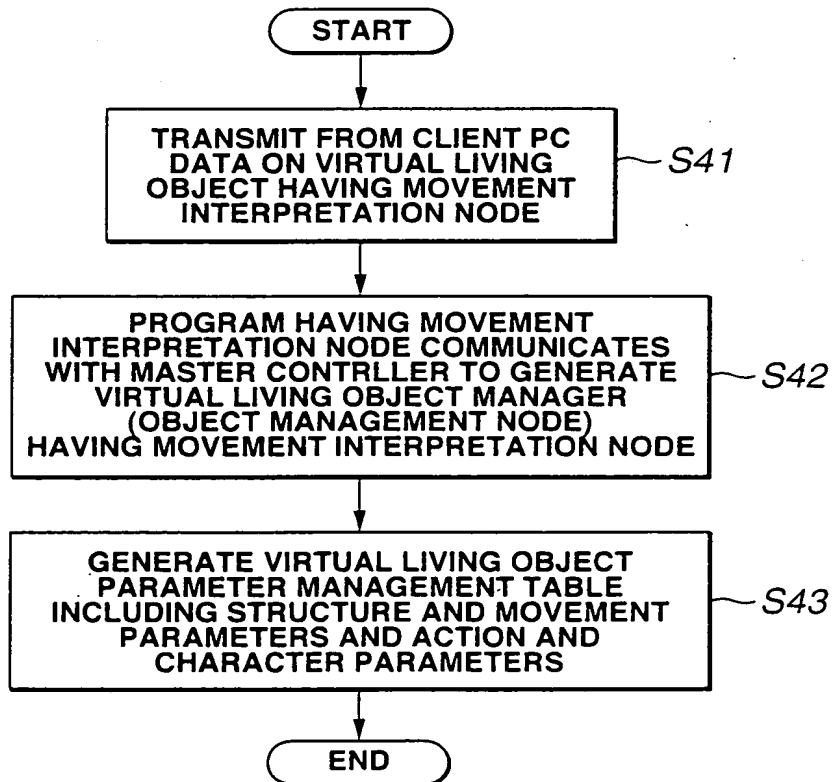 START
TRANSMIT FROM CLIENT PC
DATA ON VIRTUAL LIVING
OBJECT HAVING MOVEMENT
INTERPRETATION NODE
S41
PROGRAM HAVING MOVEMENT
INTERPRETATION NODE COMMUNICATES
WITH MASTER CONTRLLER TO GENERATE
VIRTUAL LIVING OBJECT MANAGER
(OBJECT MANAGEMENT NODE)
HAVING MOVEMENT INTERPRETATION NODE
S42
GENERATE VIRTUAL LIVING OBJECT
PARAMETER MANAGEMENT TABLE
INCLUDING STRUCTURE AND MOVEMENT
PARAMETERS AND ACTION AND
CHARACTER PARAMETERS
S43
END